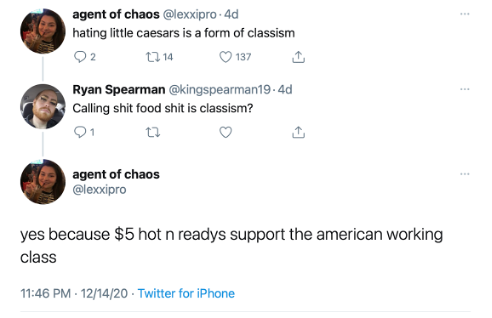 agent of chaos @lexxipro · 4d
hating little caesars is a form of classism
2 14 137
Ryan Spearman @kingspearman19 · 4d
Calling shit food shit is classism?
1
agent of chaos
@lexxipro
yes because $5 hot n readys support the american working
class
11:46 PM · 12/14/20 · Twitter for iPhone